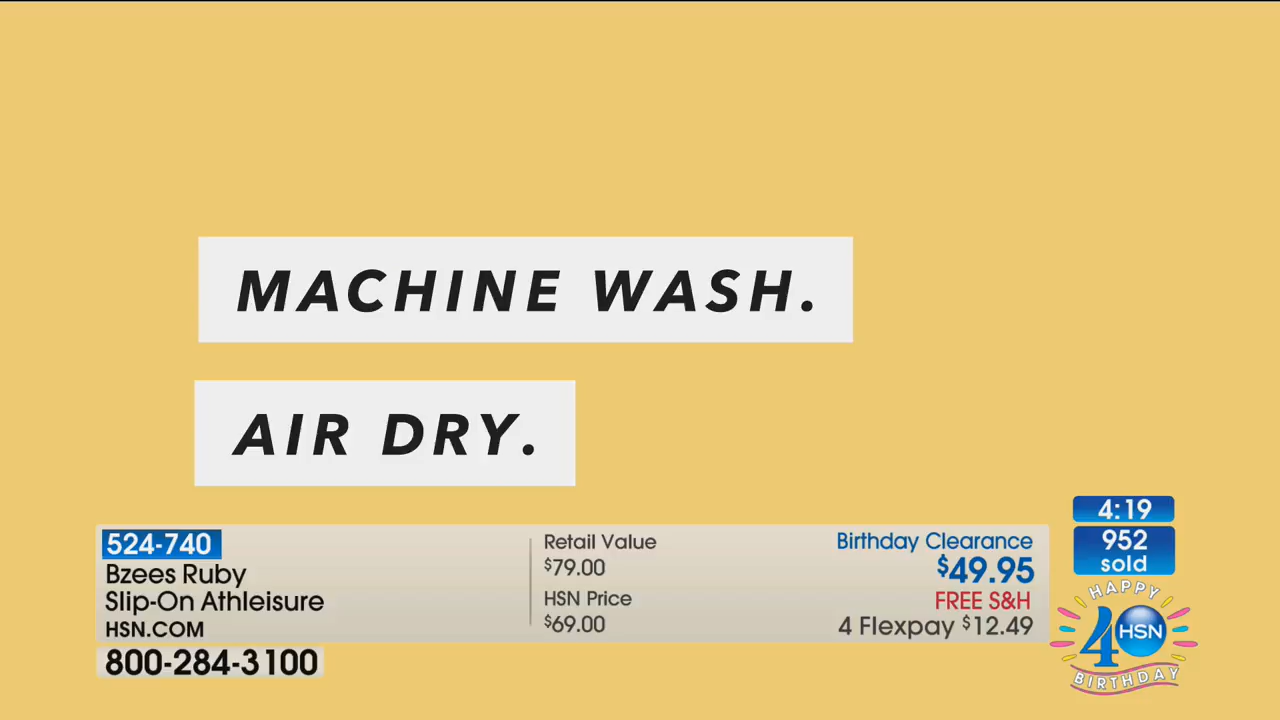 MACHINE WASH.
AIR DRY.
524-740
Bzees Ruby
Slip-On Athleisure
HSN.COM
800-284-3100
Retail Value
$79.00
HSN Price
$69.00
Birthday Clearance
$49.95
FREE S&H
4 Flexpay $12.49
4:19
952
sold
HAPPY
40 HSN
BIRTHDAY